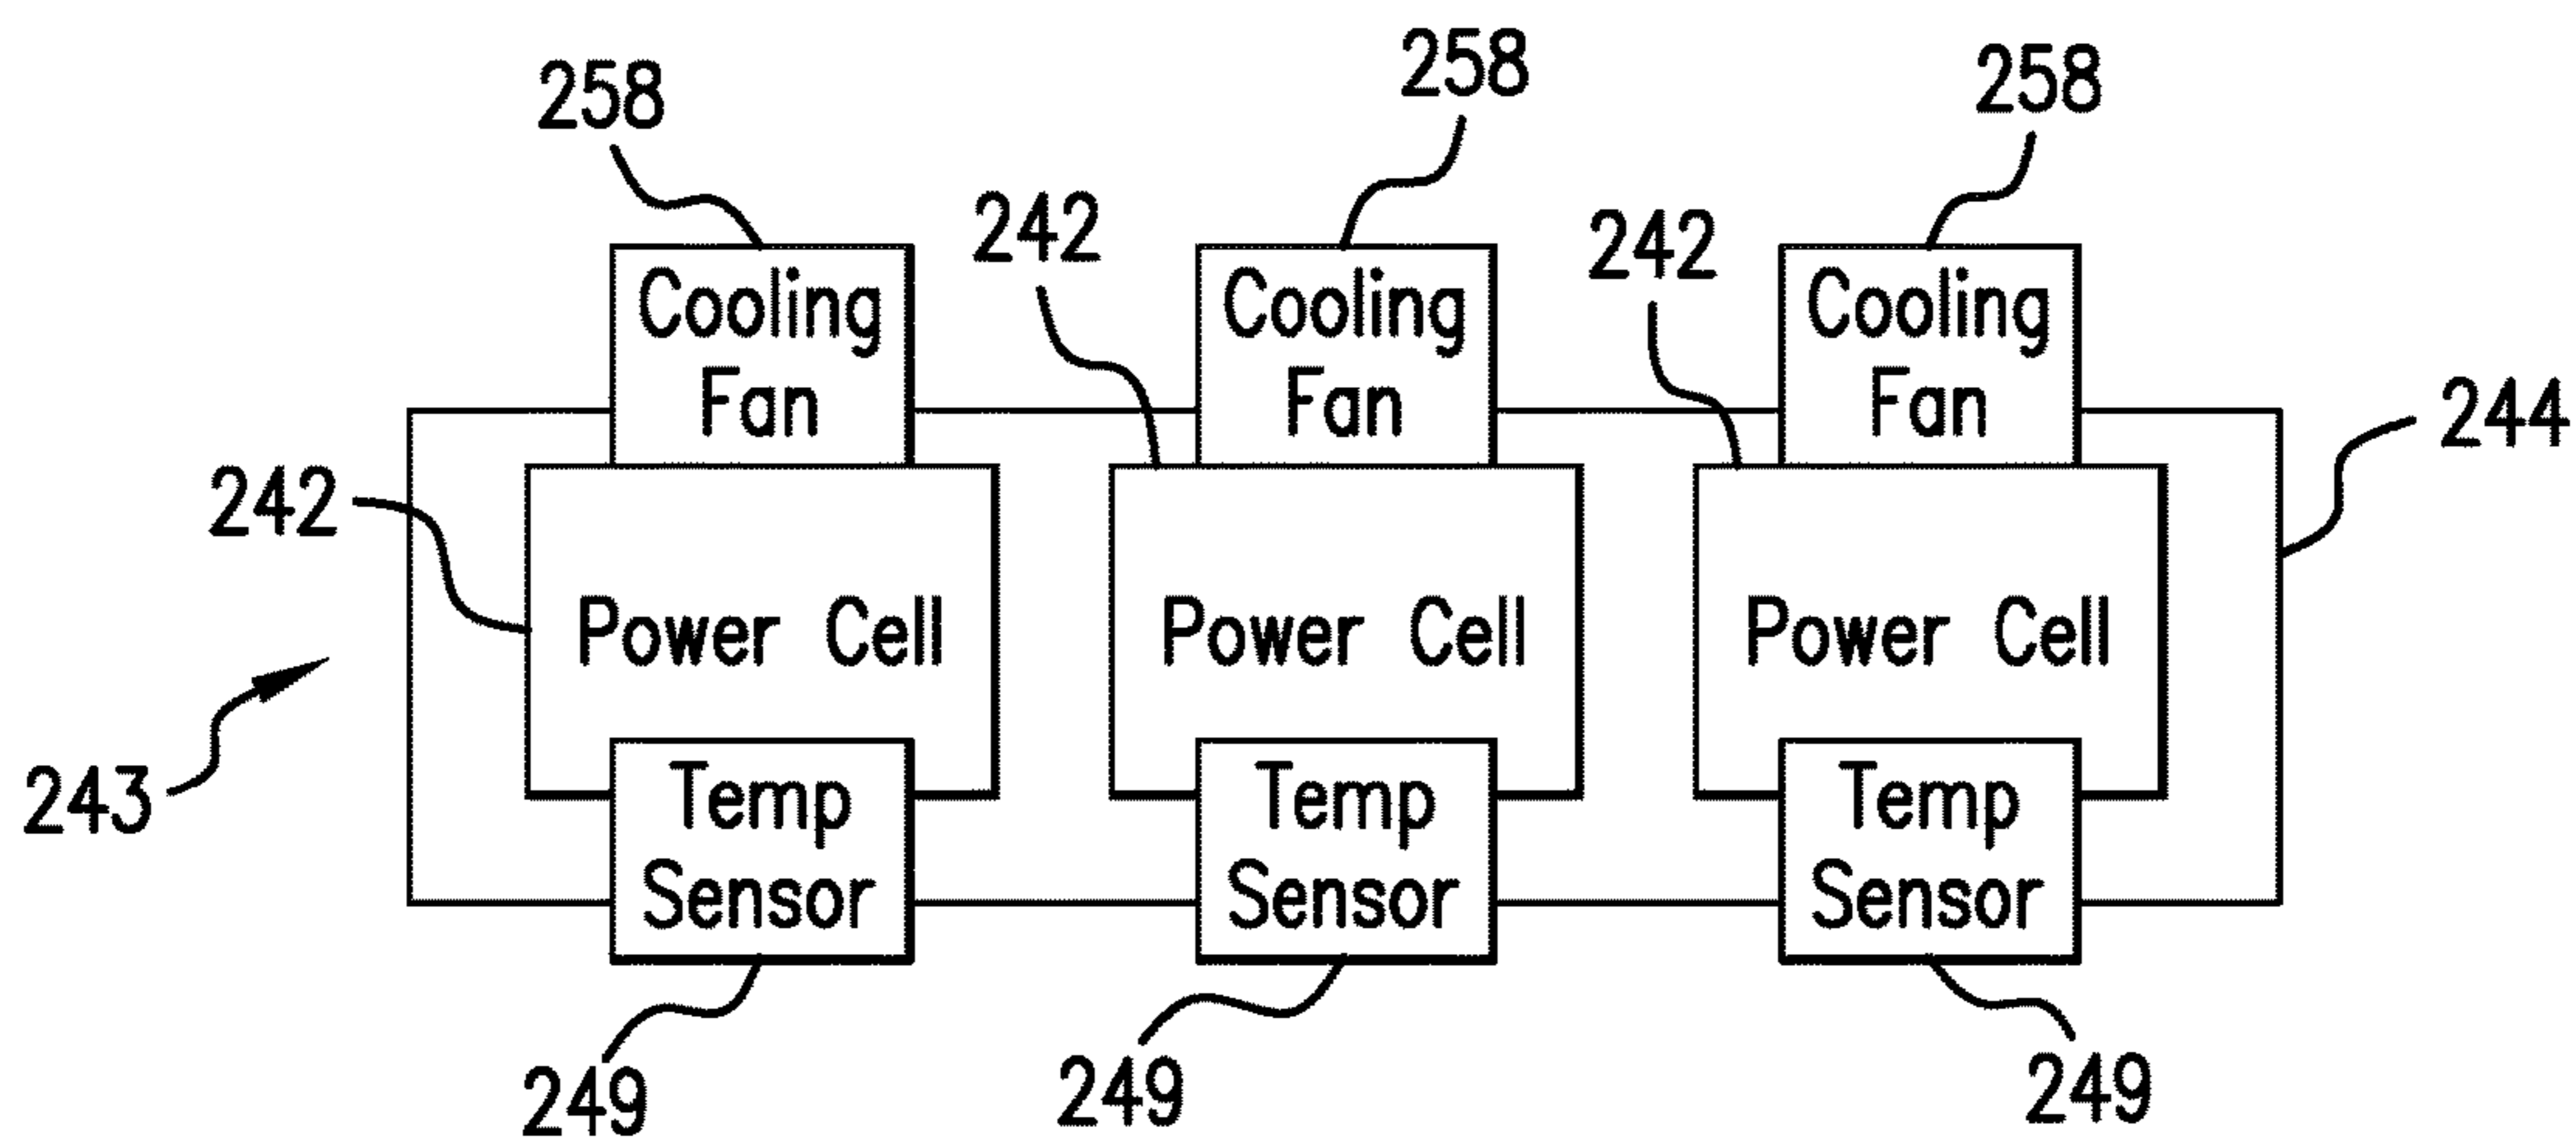 258
258
258
242
242
Cooling
Fan
Cooling
Fan
Cooling
Fan
244
242
Power Cell
Power Cell
Power Cell
243
Temp
Sensor
Temp
Sensor
Temp
Sensor
249
249
249